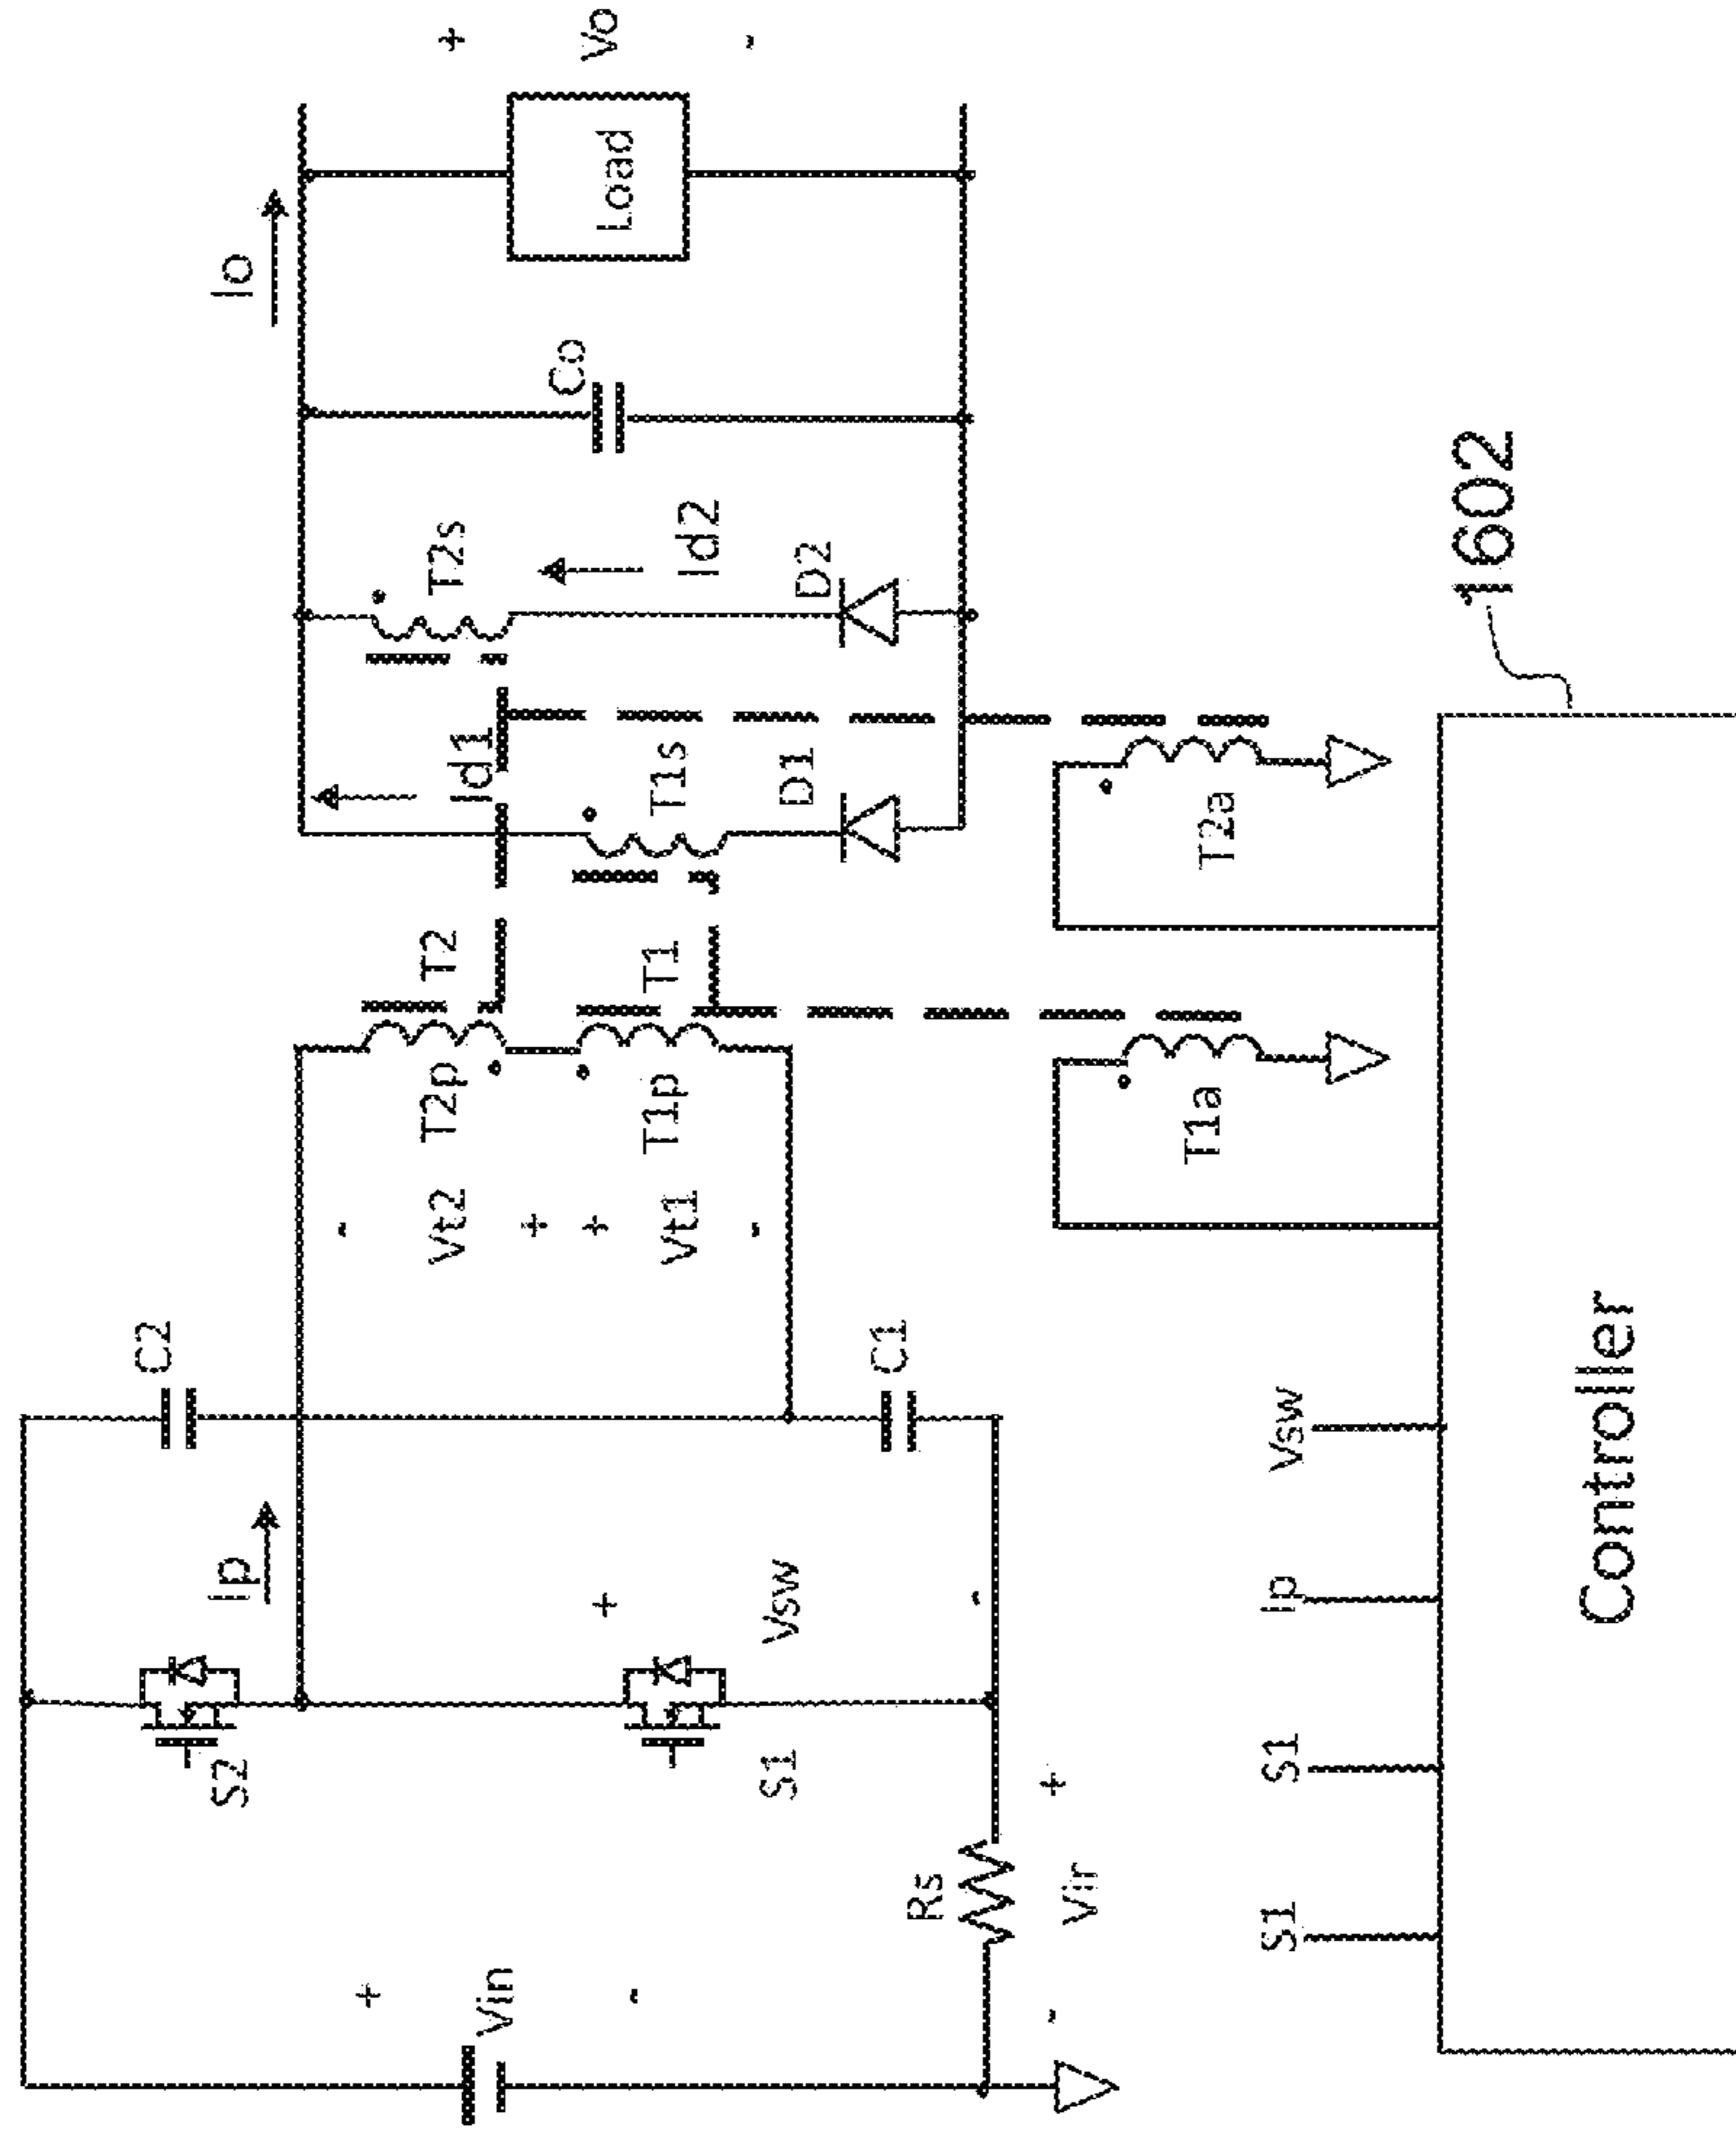 Ip
Io
C2
S2
+
Vin
-
+
Vsw
-
S1
C1
Rs
-
Vir
+
-
Vt2
+
+
Vt1
-
T2p
T2
T1p
T1
Id1
T1s
D1
T2s
Id2
D2
Co
Load
+
Vo
-
T1a
T2a
S1
S1
Ip
Vsw
1602
Controller